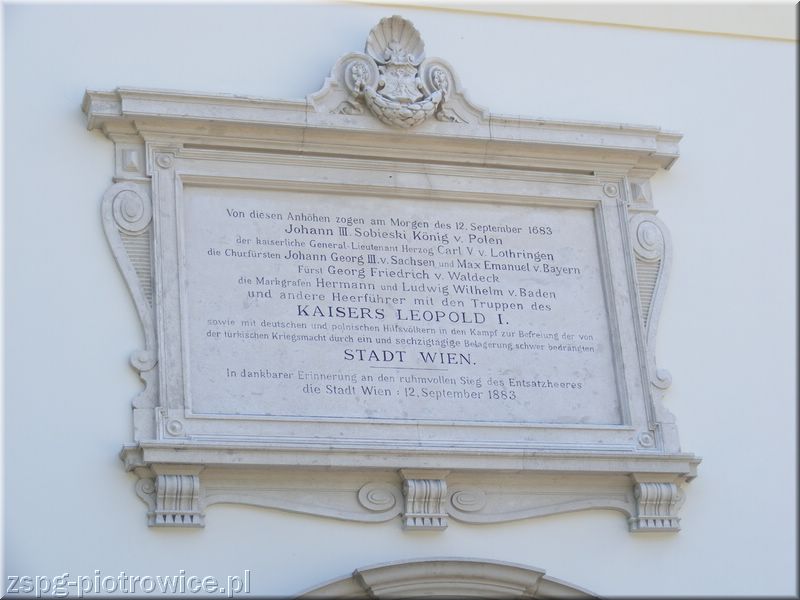 Von diesen Anhöhen zogen am Morgen des 12. September 1683
Johann III. Sobieski König v. Polen
der kaiserliche General-Lieutenant Herzog Carl V v. Lothringen
die Churfürsten Johann Georg III. v. Sachsen und Max Emanuel v. Bayern
Fürst Georg Friedrich v. Waldeck
die Markgrafen Hermann und Ludwig Wilhelm v. Baden
und andere Heerführer mit den Truppen des
KAISERS LEOPOLD I.
sowie mit deutschen und polnischen Hilfsvölkern in den Kampf zur Befreiung der von
der türkischen Kriegsmacht durch ein und sechzigtägige Belagerung schwer bedrängten
STADT WIEN.
In dankbarer Erinnerung an den ruhmvollen Sieg des Entsatzheeres
die Stadt Wien : 12. September 1883.
zspg-piotrowice.pl